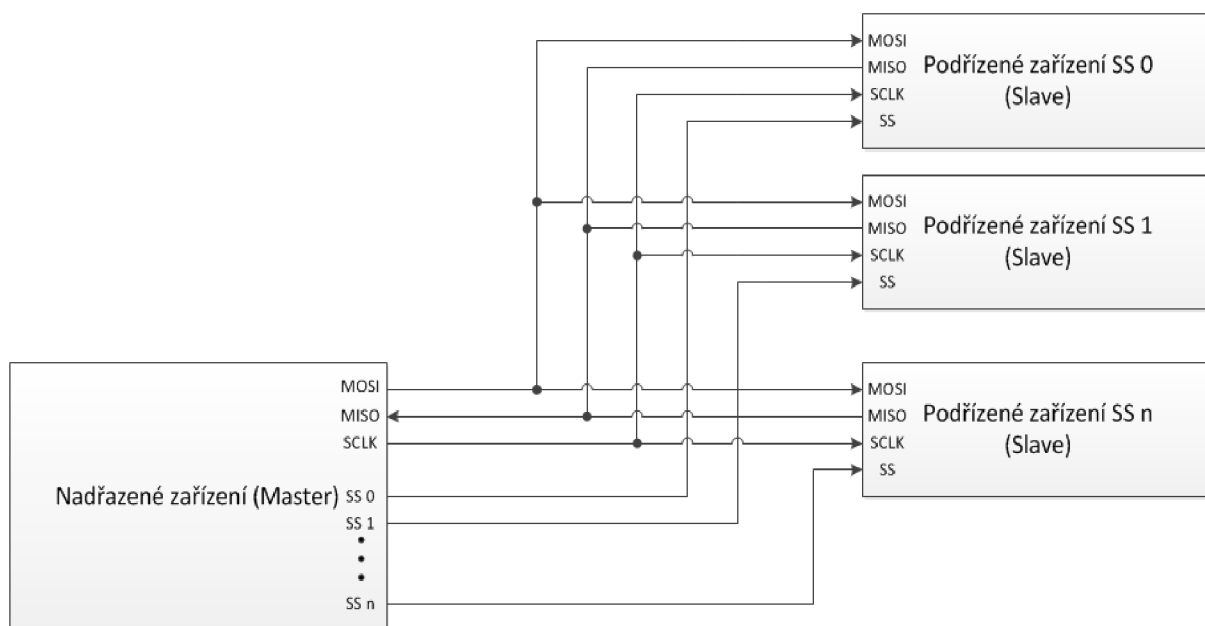 MOSI
MISO
SCLK
SS
Podřízené zařízení SS 0
(Slave)
MOSI
MISO
SCLK
SS
Podřízené zařízení SS 1
(Slave)
MOSI
MISO
SCLK
SS
Podřízené zařízení SS n
(Slave)
MOSI
MISO
SCLK
Nadřazené zařízení (Master)
SS 0
SS 1
SS n